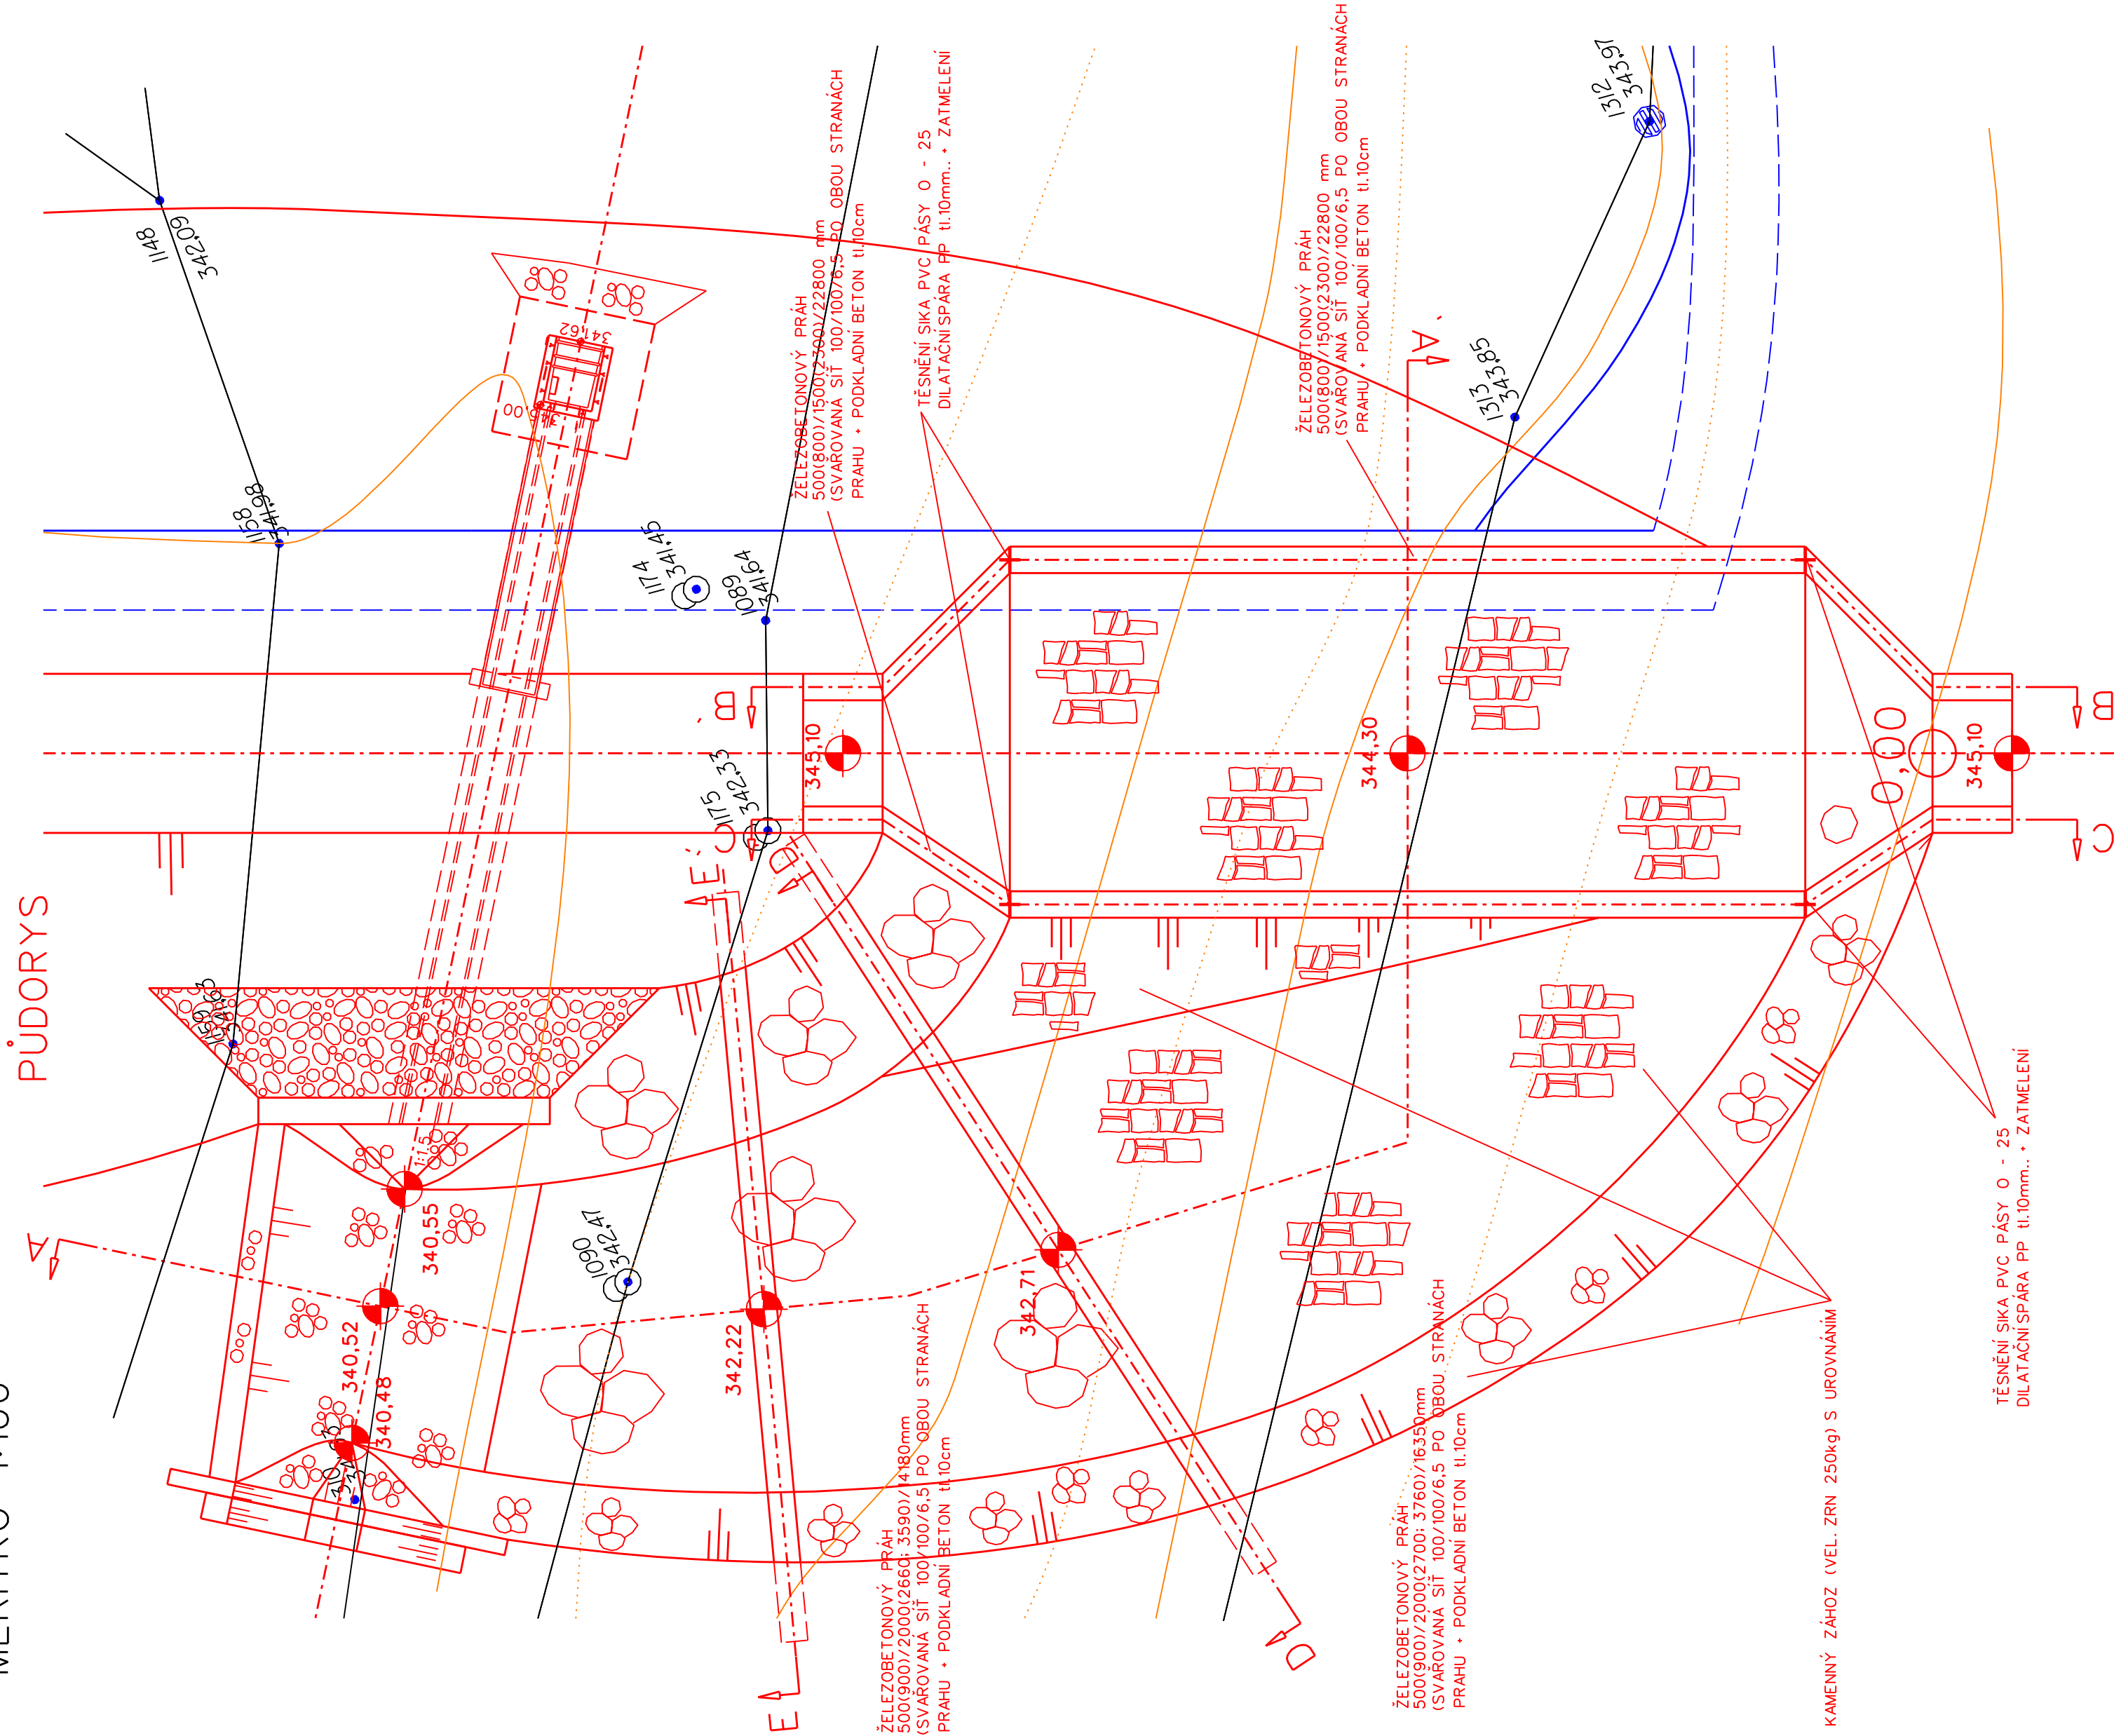 PŮDORYS
1148
342,09
1158
341,98
1174
341,45
1089
341,64
1175
342,33
1090
342,47
1312
343,97
1313
343,85
ŽELEZOBETONOVÝ PRÁH
500(800)/1500(2300)/22800 mm
(SVAŘOVANÁ SÍŤ 100/100/6,5 PO OBOU STRANÁCH
PRAHU + PODKLADNÍ BETON tl.10cm
TĚSNĚNÍ SIKA PVC PÁSY O - 25
DILATAČNÍ SPÁRA PP tl.10mm.. + ZATMELENÍ
ŽELEZOBETONOVÝ PRÁH
500(800)/1500(2300)/22800 mm
(SVAŘOVANÁ SÍŤ 100/100/6,5 PO OBOU STRANÁCH
PRAHU + PODKLADNÍ BETON tl.10cm
A'
B'
C'
D'
E'
345,10
344,30
0,00
345,10
B
C
A
1:1.5
340,55
340,52
340,48
342,22
342,71
E
D
ŽELEZOBETONOVÝ PRÁH
500(900)/2000(2660; 3590)/14180mm
(SVAŘOVANÁ SÍŤ 100/100/6,5 PO OBOU STRANÁCH
PRAHU + PODKLADNÍ BETON tl.10cm
ŽELEZOBETONOVÝ PRÁH
500(900)/2000(2700; 3760)/16350mm
(SVAŘOVANÁ SÍŤ 100/100/6,5 PO OBOU STRANÁCH
PRAHU + PODKLADNÍ BETON tl.10cm
KAMENNÝ ZÁHOZ (VEL. ZRN 250kg) S UROVNÁNÍM
TĚSNĚNÍ SIKA PVC PÁSY O - 25
DILATAČNÍ SPÁRA PP tl.10mm.. + ZATMELENÍ